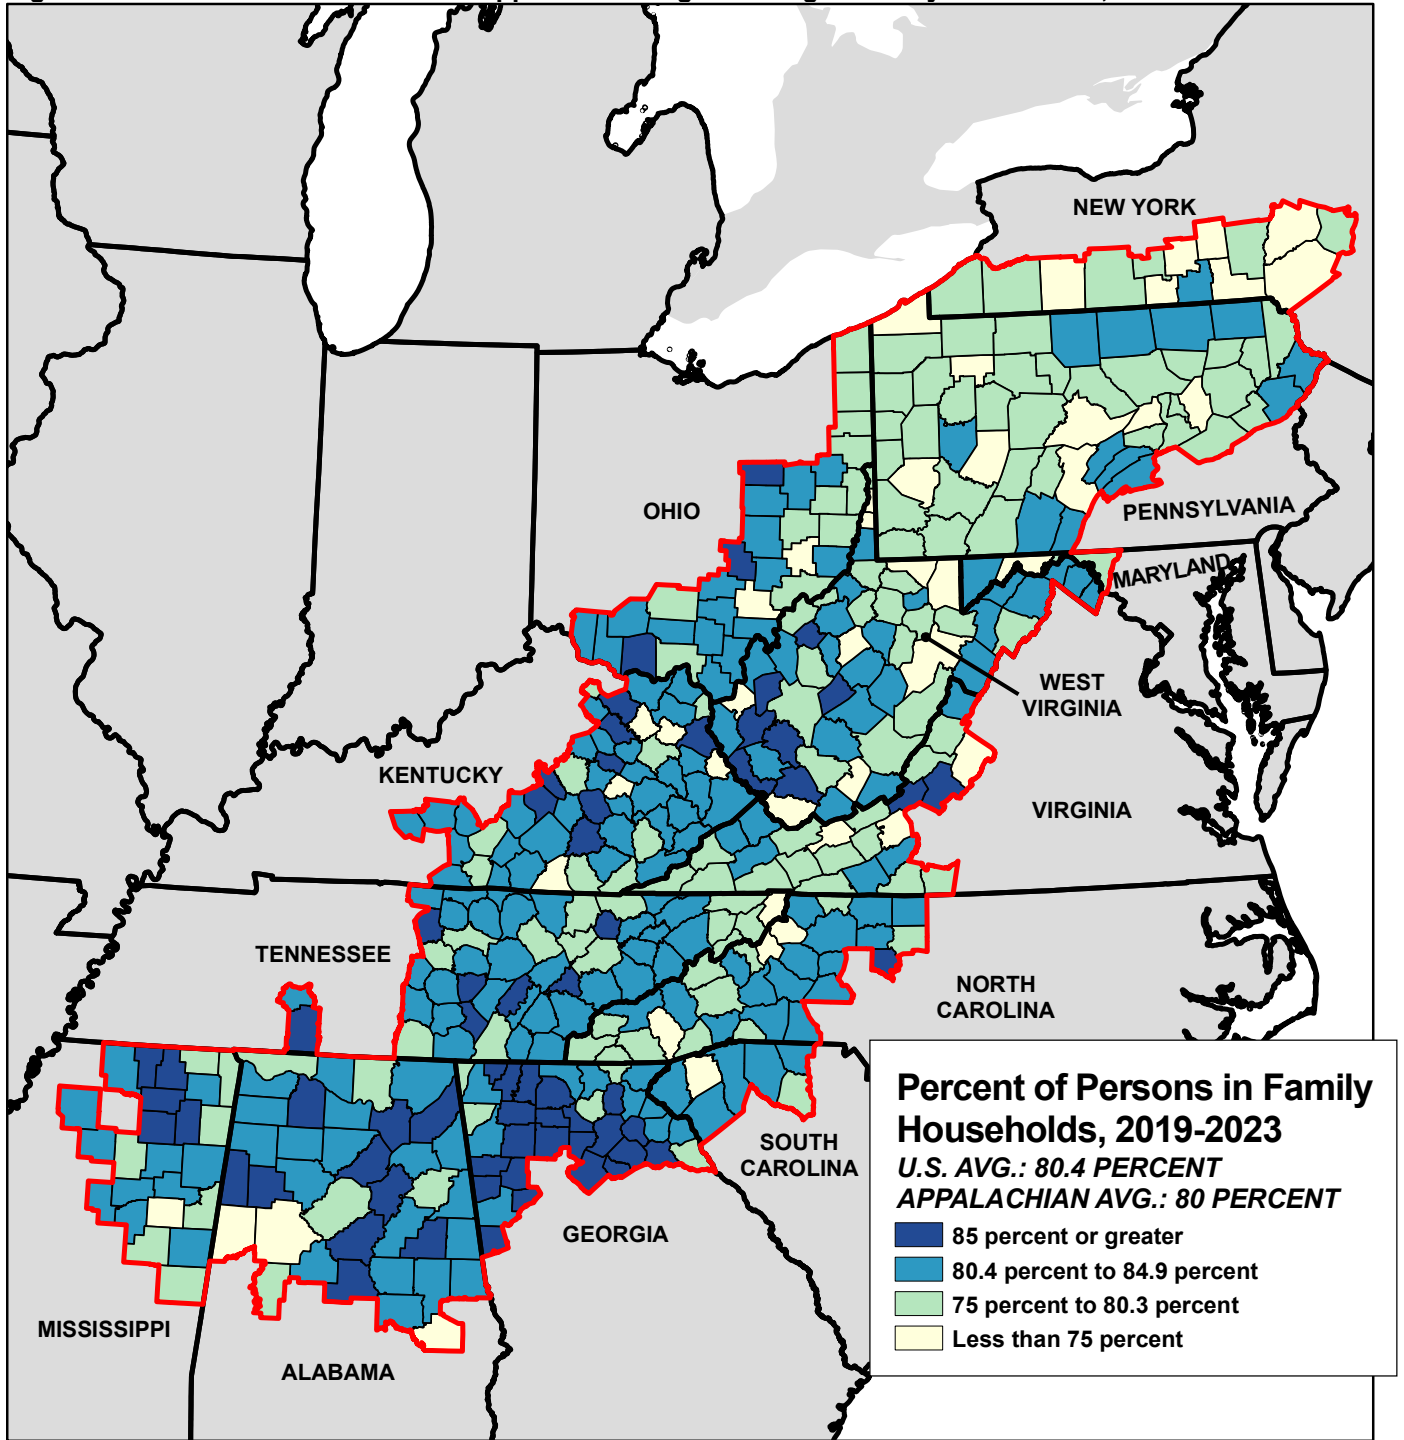 NEW YORK
OHIO
PENNSYLVANIA
MARYLAND
WEST
VIRGINIA
KENTUCKY
VIRGINIA
TENNESSEE
NORTH
CAROLINA
Percent of Persons in Family
Households, 2019-2023
U.S. AVG.: 80.4 PERCENT
APPALACHIAN AVG.: 80 PERCENT
85 percent or greater
80.4 percent to 84.9 percent
75 percent to 80.3 percent
Less than 75 percent
SOUTH
CAROLINA
GEORGIA
MISSISSIPPI
ALABAMA